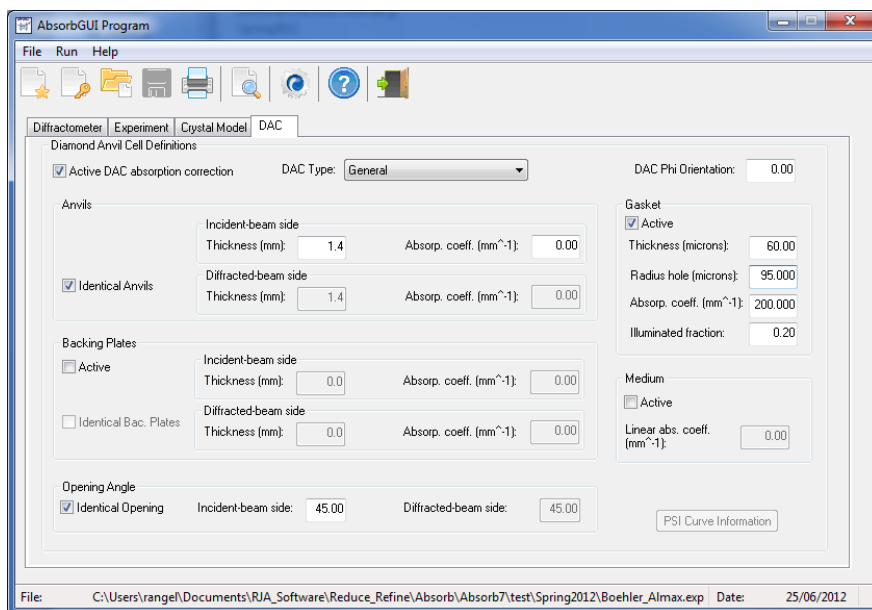 AbsorbGUI Program
File Run Help
Diffractometer Experiment Crystal Model DAC
Diamond Anvil Cell Definitions
Active DAC absorption correction DAC Type: General DAC Phi Orientation: 0.00
Anvils
Incident-beam side
Thickness (mm): 1.4 Absorp. coeff. (mm^-1): 0.00
Identical Anvils
Diffracted-beam side
Thickness (mm): 1.4 Absorp. coeff. (mm^-1): 0.00
Gasket
Active
Thickness (microns): 60.00
Radius hole (microns): 95.000
Absorp. coeff. (mm^-1): 200.000
Illuminated fraction: 0.20
Backing Plates
Active
Incident-beam side
Thickness (mm): 0.0 Absorp. coeff. (mm^-1): 0.00
Identical Bac. Plates
Diffracted-beam side
Thickness (mm): 0.0 Absorp. coeff. (mm^-1): 0.00
Medium
Active
Linear abs. coeff.
(mm^-1): 0.00
Opening Angle
Identical Opening Incident-beam side: 45.00 Diffracted-beam side: 45.00
PSI Curve Information
File: C:\Users\rangel\Documents\RJA_Software\Reduce_Refine\Absorb\Absorb7\test\Spring2012\Boehler_Almax.exp Date: 25/06/2012